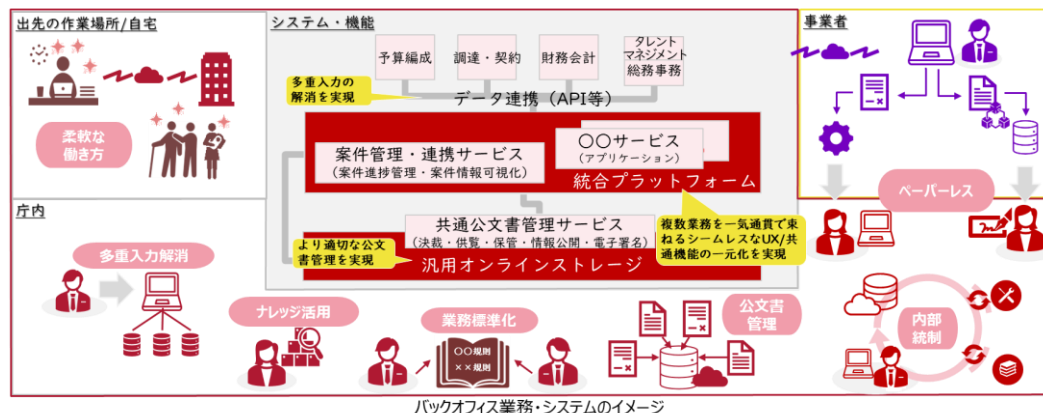 出先の作業場所/自宅
柔軟な
働き方
システム・機能
予算編成
調達・契約
財務会計
タレント
マネジメント
総務事務
多重入力の
解消を実現
データ連携（API等）
案件管理・連携サービス
（案件進捗管理・案件情報可視化）
〇〇サービス
（アプリケーション）
統合プラットフォーム
共通公文書管理サービス
（決裁・供覧・保管・情報公開・電子署名）
汎用オンラインストレージ
より適切な公文
書管理を実現
複数業務を一気通貫で束
ねるシームレスなUX/共
通機能の一元化を実現
事業者
ペーパーレス
庁内
多重入力解消
ナレッジ活用
業務標準化
〇〇規則
××規則
公文書
管理
内部
統制
バックオフィス業務・システムのイメージ